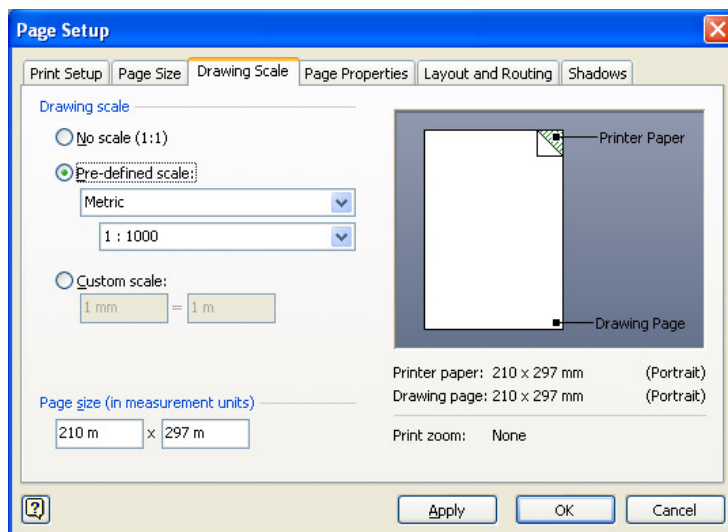 Page Setup
Print Setup Page Size Drawing Scale Page Properties Layout and Routing Shadows
Drawing scale
No scale (1:1)
Pre-defined scale:
Metric
1 : 1000
Custom scale:
1 mm = 1 m
Page size (in measurement units)
210 m x 297 m
Printer Paper
Drawing Page
Printer paper: 210 x 297 mm (Portrait)
Drawing page: 210 x 297 mm (Portrait)
Print zoom: None
? Apply OK Cancel